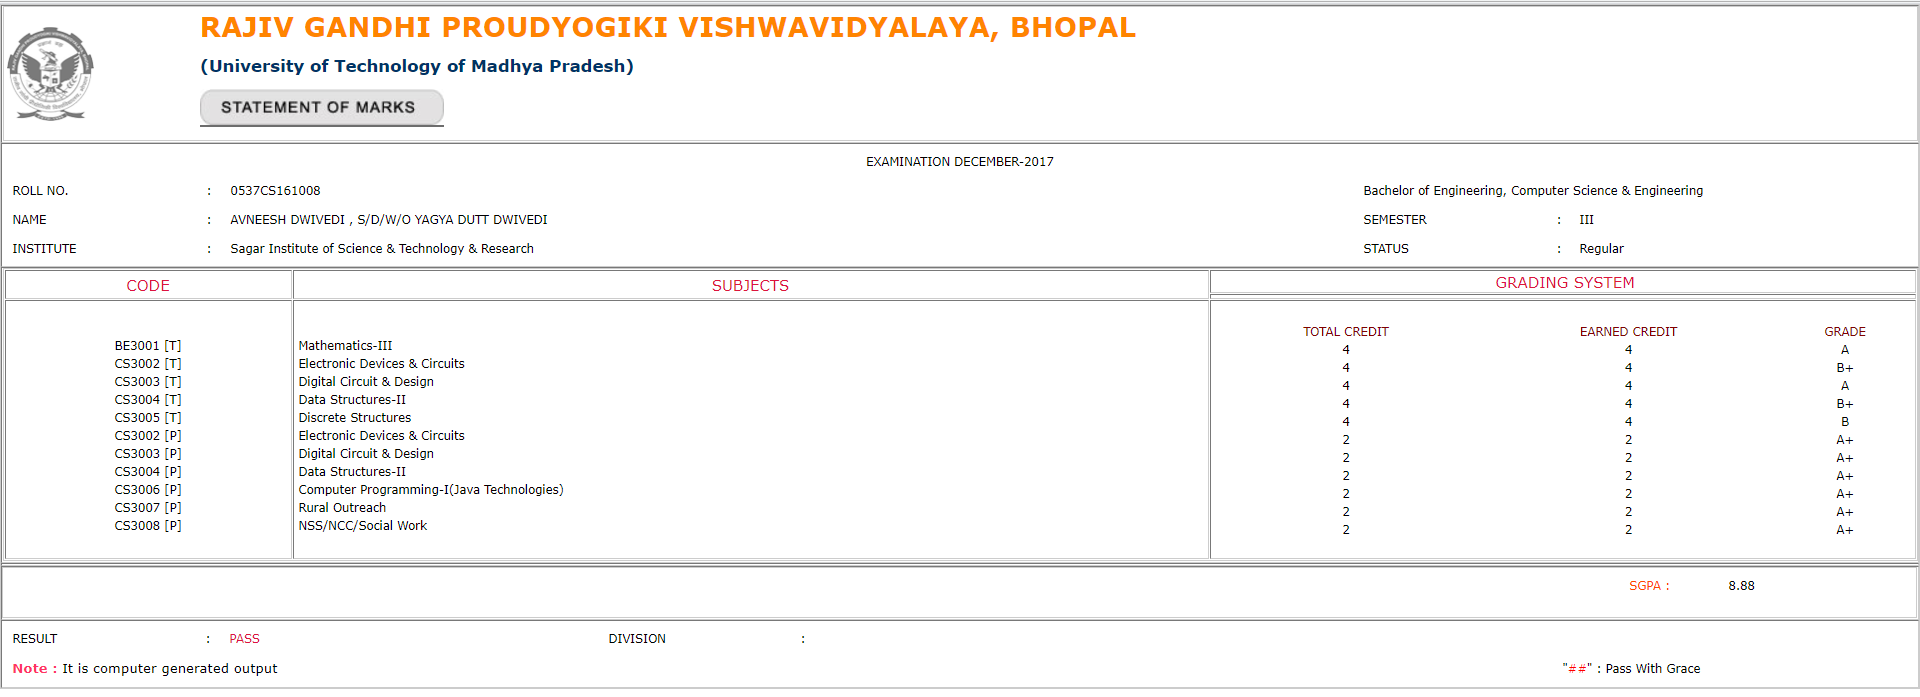 RAJIV GANDHI PROUDYOGIKI VISHWAVIDYALAYA, BHOPAL
(University of Technology of Madhya Pradesh)
STATEMENT OF MARKS
EXAMINATION DECEMBER-2017
ROLL NO. : 0537CS161008 Bachelor of Engineering, Computer Science & Engineering
NAME : AVNEESH DWIVEDI , S/D/W/O YAGYA DUTT DWIVEDI SEMESTER : III
INSTITUTE : Sagar Institute of Science & Technology & Research STATUS : Regular
CODE SUBJECTS GRADING SYSTEM
TOTAL CREDIT EARNED CREDIT GRADE
BE3001 [T] Mathematics-III 4 4 A
CS3002 [T] Electronic Devices & Circuits 4 4 B+
CS3003 [T] Digital Circuit & Design 4 4 A
CS3004 [T] Data Structures-II 4 4 B+
CS3005 [T] Discrete Structures 4 4 B
CS3002 [P] Electronic Devices & Circuits 2 2 A+
CS3003 [P] Digital Circuit & Design 2 2 A+
CS3004 [P] Data Structures-II 2 2 A+
CS3006 [P] Computer Programming-I(Java Technologies) 2 2 A+
CS3007 [P] Rural Outreach 2 2 A+
CS3008 [P] NSS/NCC/Social Work 2 2 A+
SGPA : 8.88
RESULT : PASS DIVISION :
Note : It is computer generated output "##" : Pass With Grace